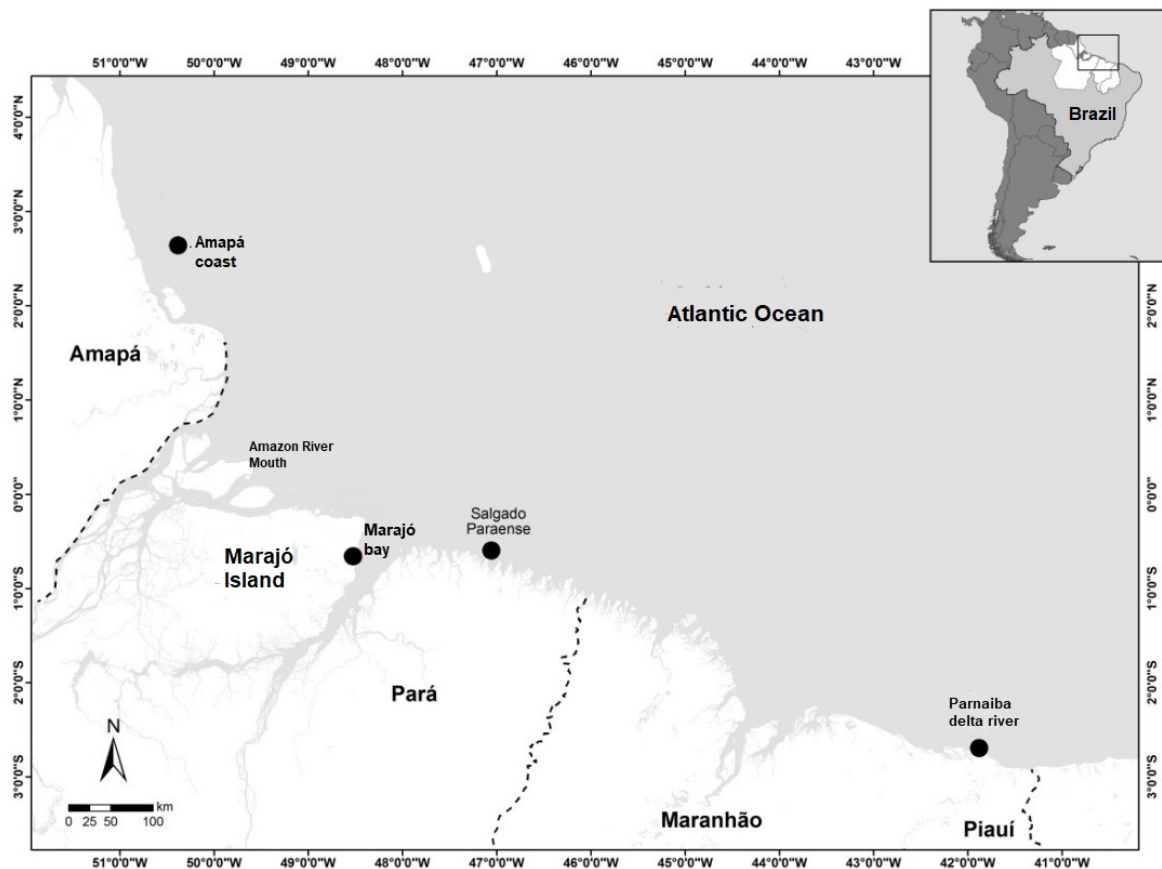 51°0'0"W 50°0'0"W 49°0'0"W 48°0'0"W 47°0'0"W 46°0'0"W 45°0'0"W 44°0'0"W 43°0'0"W
Brazil
4°0'0"N
3°0'0"N
2°0'0"N
1°0'0"N
0°0'0"
1°0'0"S
2°0'0"S
3°0'0"S
Amapá
coast
Atlantic Ocean
Amapá
Amazon River
Mouth
Salgado
Paraense
Marajó
bay
Marajó
Island
Pará
Parnaiba
delta river
N
km
0 25 50 100
Maranhão
Piauí
2°0'0"N
1°0'0"N
0°0'0"
1°0'0"S
2°0'0"S
3°0'0"S
51°0'0"W 50°0'0"W 49°0'0"W 48°0'0"W 47°0'0"W 46°0'0"W 45°0'0"W 44°0'0"W 43°0'0"W 42°0'0"W 41°0'0"W